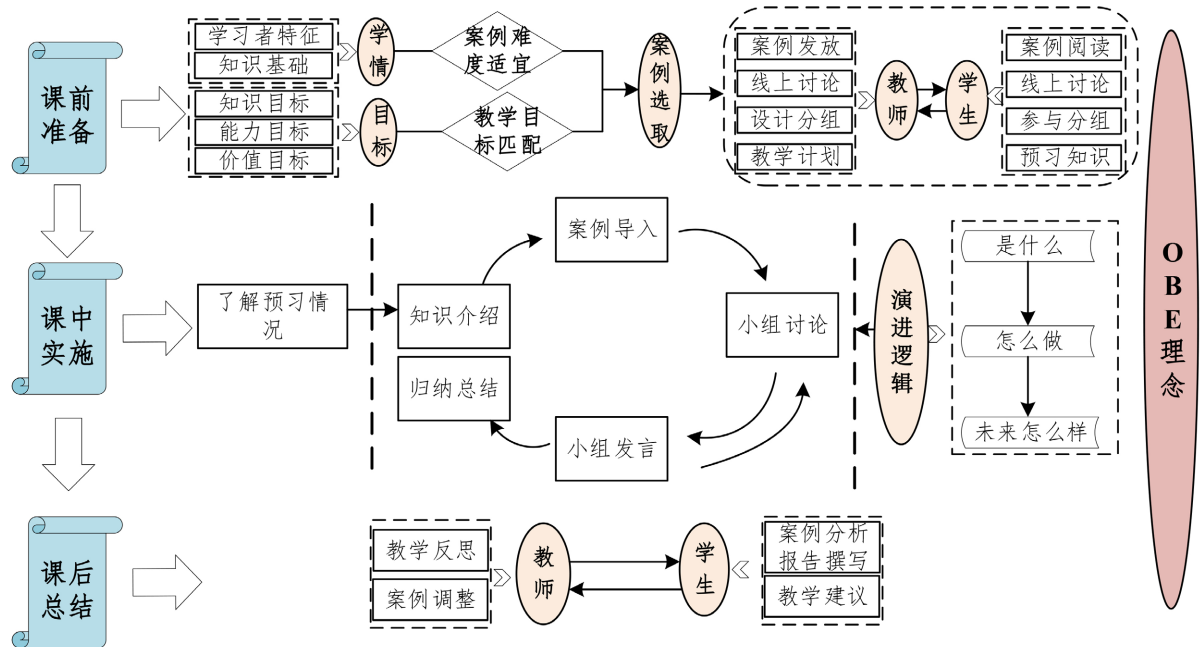 课前
准备
学习者特征
知识基础
学
情
案例难
度适宜
知识目标
能力目标
价值目标
目
标
教学目
标匹配
案
例
选
取
案例发放
线上讨论
设计分组
教学计划
教
师
学
生
案例阅读
线上讨论
参与分组
预习知识
课中
实施
了解预习情
况
知识介绍
归纳总结
案例导入
小组讨论
小组发言
演
进
逻
辑
是什么
怎么做
未来怎么样
课后
总结
教学反思
案例调整
教
师
学
生
案例分析
报告撰写
教学建议
O
B
E
理
念